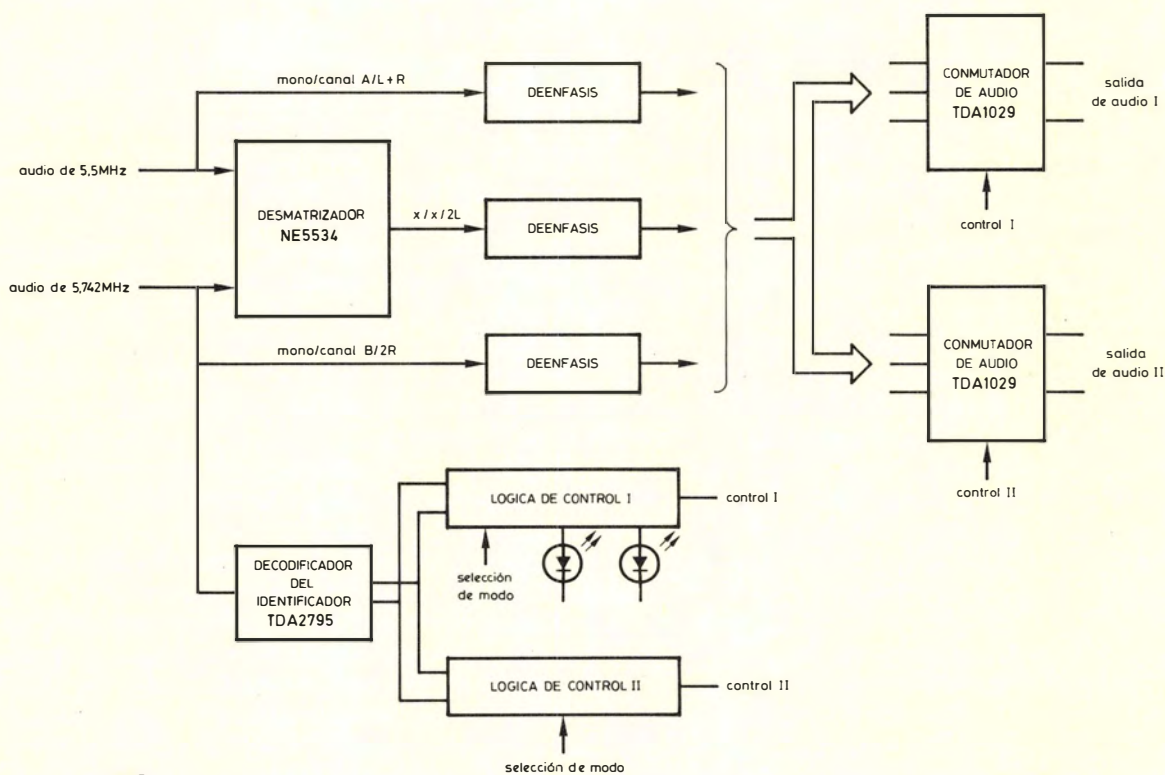 mono/canal A/L+R
DEENFASIS
CONMUTADOR
DE AUDIO
TDA1029
salida
de audio I
audio de 5,5MHz
DESMATRIZADOR
NE5534
x/x/2L
DEENFASIS
control I
audio de 5,742MHz
mono/canal B/2R
DEENFASIS
CONMUTADOR
DE AUDIO
TDA1029
salida
de audio II
control II
LOGICA DE CONTROL I
control I
selección
de modo
DECODIFICADOR
DEL
IDENTIFICADOR
TDA2795
LOGICA DE CONTROL II
control II
selección de modo